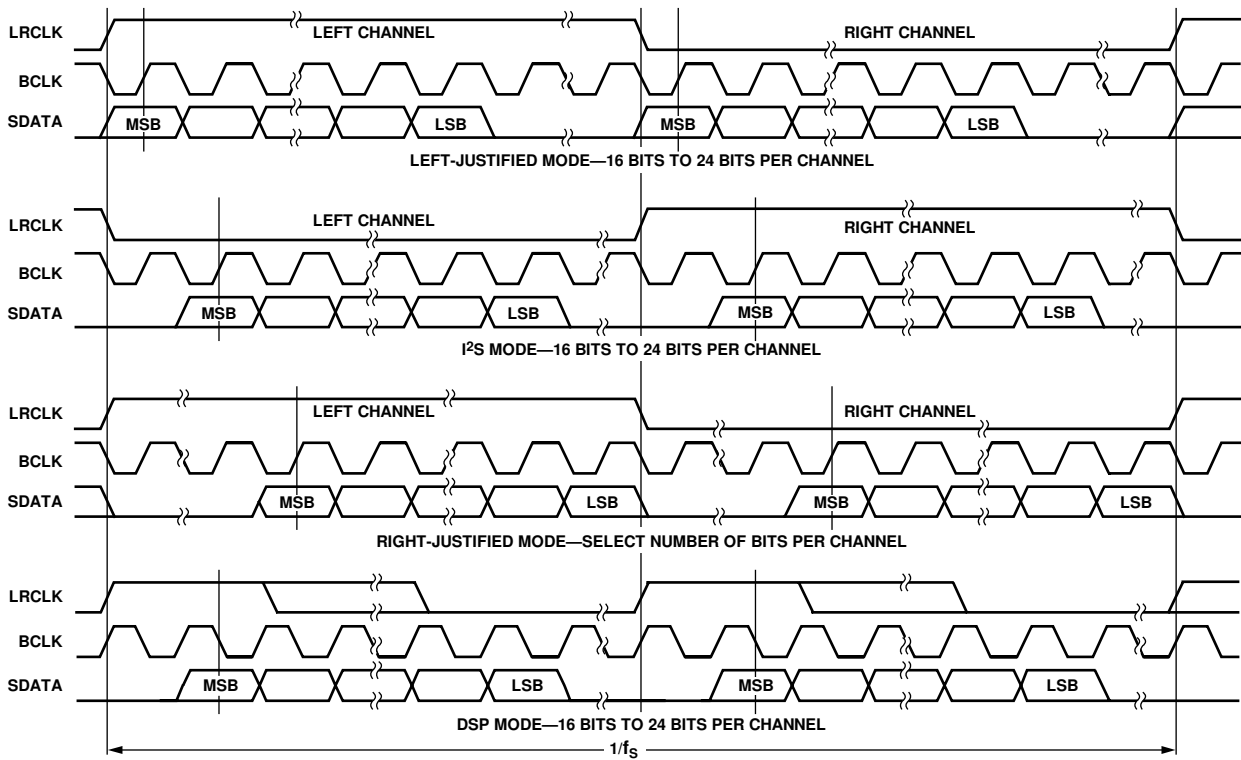 LRCLK LEFT CHANNEL RIGHT CHANNEL
BCLK
SDATA MSB LSB MSB LSB
LEFT-JUSTIFIED MODE—16 BITS TO 24 BITS PER CHANNEL
LRCLK LEFT CHANNEL RIGHT CHANNEL
BCLK
SDATA MSB LSB MSB LSB
I²S MODE—16 BITS TO 24 BITS PER CHANNEL
LRCLK LEFT CHANNEL RIGHT CHANNEL
BCLK
SDATA MSB LSB MSB LSB
RIGHT-JUSTIFIED MODE—SELECT NUMBER OF BITS PER CHANNEL
LRCLK
BCLK
SDATA MSB LSB MSB LSB
DSP MODE—16 BITS TO 24 BITS PER CHANNEL
1/fS